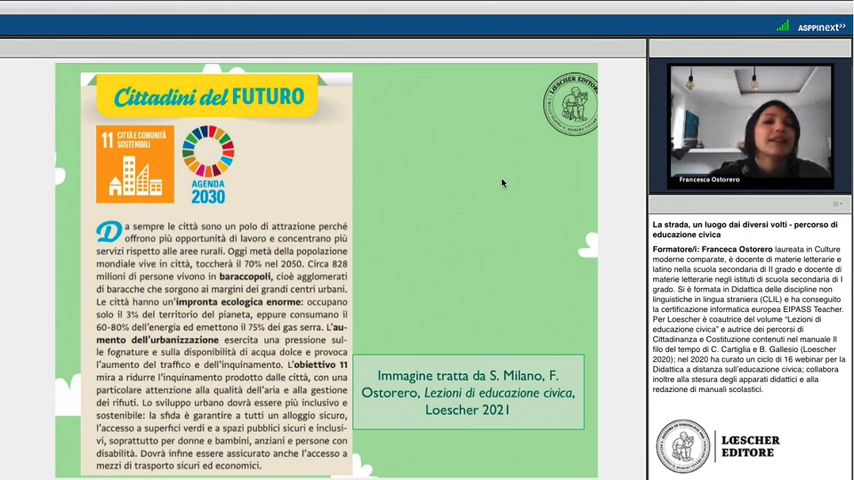 ASPPInext>>
Cittadini del FUTURO
LŒSCHER EDITORE
11 CITTÀ E COMUNITÀ
SOSTENIBILI
AGENDA
2030
Da sempre le città sono un polo di attrazione perché
offrono più opportunità di lavoro e concentrano più
servizi rispetto alle aree rurali. Oggi metà della popolazione
mondiale vive in città, toccherà il 70% nel 2050. Circa 828
milioni di persone vivono in baraccopoli, cioè agglomerati
di baracche che sorgono ai margini dei grandi centri urbani.
Le città hanno un'impronta ecologica enorme: occupano
solo il 3% del territorio del pianeta, eppure consumano il
60-80% dell'energia ed emettono il 75% dei gas serra. L'au-
mento dell'urbanizzazione esercita una pressione sul-
le fognature e sulla disponibilità di acqua dolce e provoca
l'aumento del traffico e dell'inquinamento. L'obiettivo 11
mira a ridurre l'inquinamento prodotto dalle città, con una
particolare attenzione alla qualità dell'aria e alla gestione
dei rifiuti. Lo sviluppo urbano dovrà essere più inclusivo e
sostenibile: la sfida è garantire a tutti un alloggio sicuro,
l'accesso a superfici verdi e a spazi pubblici sicuri e inclusi-
vi, soprattutto per donne e bambini, anziani e persone con
disabilità. Dovrà infine essere assicurato anche l'accesso a
mezzi di trasporto sicuri ed economici.
Immagine tratta da S. Milano, F.
Ostorero, Lezioni di educazione civica,
Loescher 2021
Francesca Ostorero
La strada, un luogo dai diversi volti - percorso di
educazione civica
Formatore/i: Franceca Ostorero laureata in Culture
moderne comparate, è docente di materie letterarie e
latino nella scuola secondaria di II grado e docente di
materie letterarie negli istituti di scuola secondaria di I
grado. Si è formata in Didattica delle discipline non
linguistiche in lingua straniera (CLIL) e ha conseguito
la certificazione informatica europea EIPASS Teacher.
Per Loescher è coautrice del volume "Lezioni di
educazione civica" e autrice dei percorsi di
Cittadinanza e Costituzione contenuti nel manuale Il
filo del tempo di C. Cartiglia e B. Gallesio (Loescher
2020); nel 2020 ha curato un ciclo di 16 webinar per la
Didattica a distanza sull'educazione civica; collabora
inoltre alla stesura degli apparati didattici e alla
redazione di manuali scolastici.
LŒSCHER
EDITORE